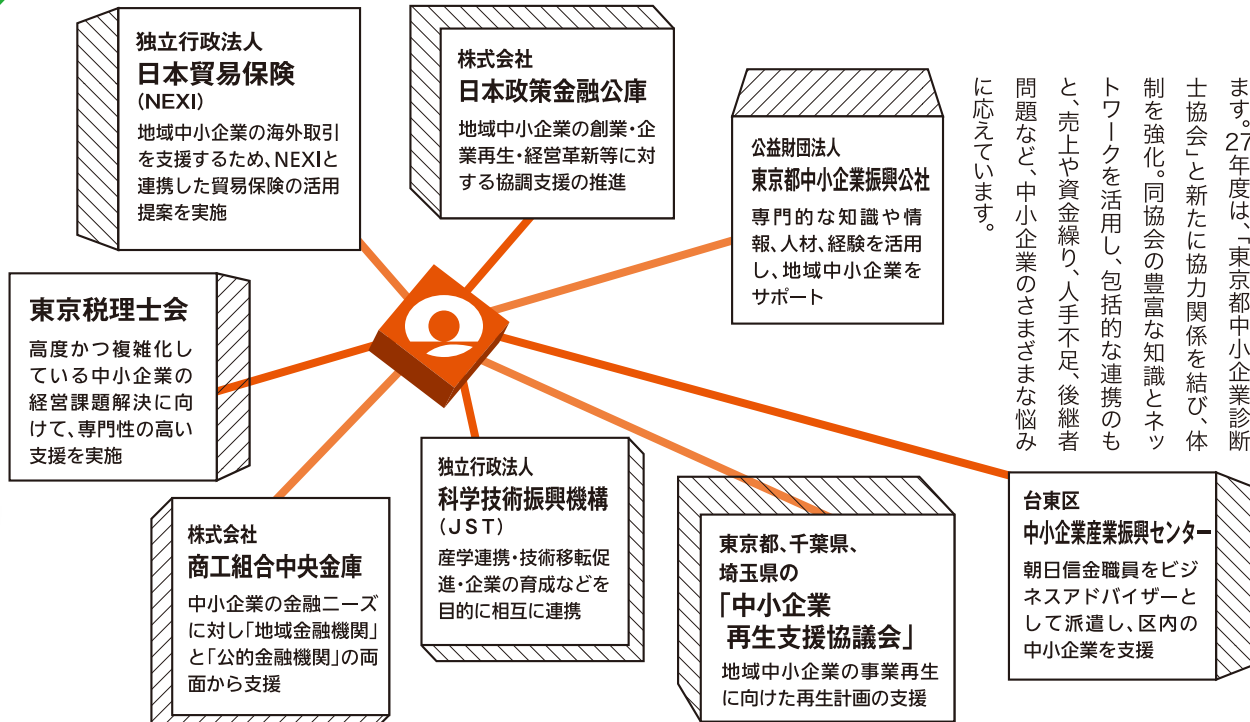 独立行政法人
日本貿易保険
(NEXI)
地域中小企業の海外取引
を支援するため、NEXIと
連携した貿易保険の活用
提案を実施
株式会社
日本政策金融公庫
地域中小企業の創業・企
業再生・経営革新等に対
する協調支援の推進
公益財団法人
東京都中小企業振興公社
専門的な知識や情
報、人材、経験を活用
し、地域中小企業を
サポート
ます。27年度は、「東京都中小企業診断
士協会」と新たに協力関係を結び、体
制を強化。同協会の豊富な知識とネッ
トワークを活用し、包括的な連携のも
と、売上や資金繰り、人手不足、後継者
問題など、中小企業のさまざまな悩み
に応えています。
東京税理士会
高度かつ複雑化し
ている中小企業の
経営課題解決に向
けて、専門性の高い
支援を実施
株式会社
商工組合中央金庫
中小企業の金融ニーズ
に対し「地域金融機関」
と「公的金融機関」の両
面から支援
独立行政法人
科学技術振興機構
(JST)
産学連携・技術移転促
進・企業の育成などを
目的に相互に連携
東京都、千葉県、
埼玉県の
「中小企業
再生支援協議会」
地域中小企業の事業再生
に向けた再生計画の支援
台東区
中小企業産業振興センター
朝日信金職員をビジ
ネスアドバイザーと
して派遣し、区内の
中小企業を支援